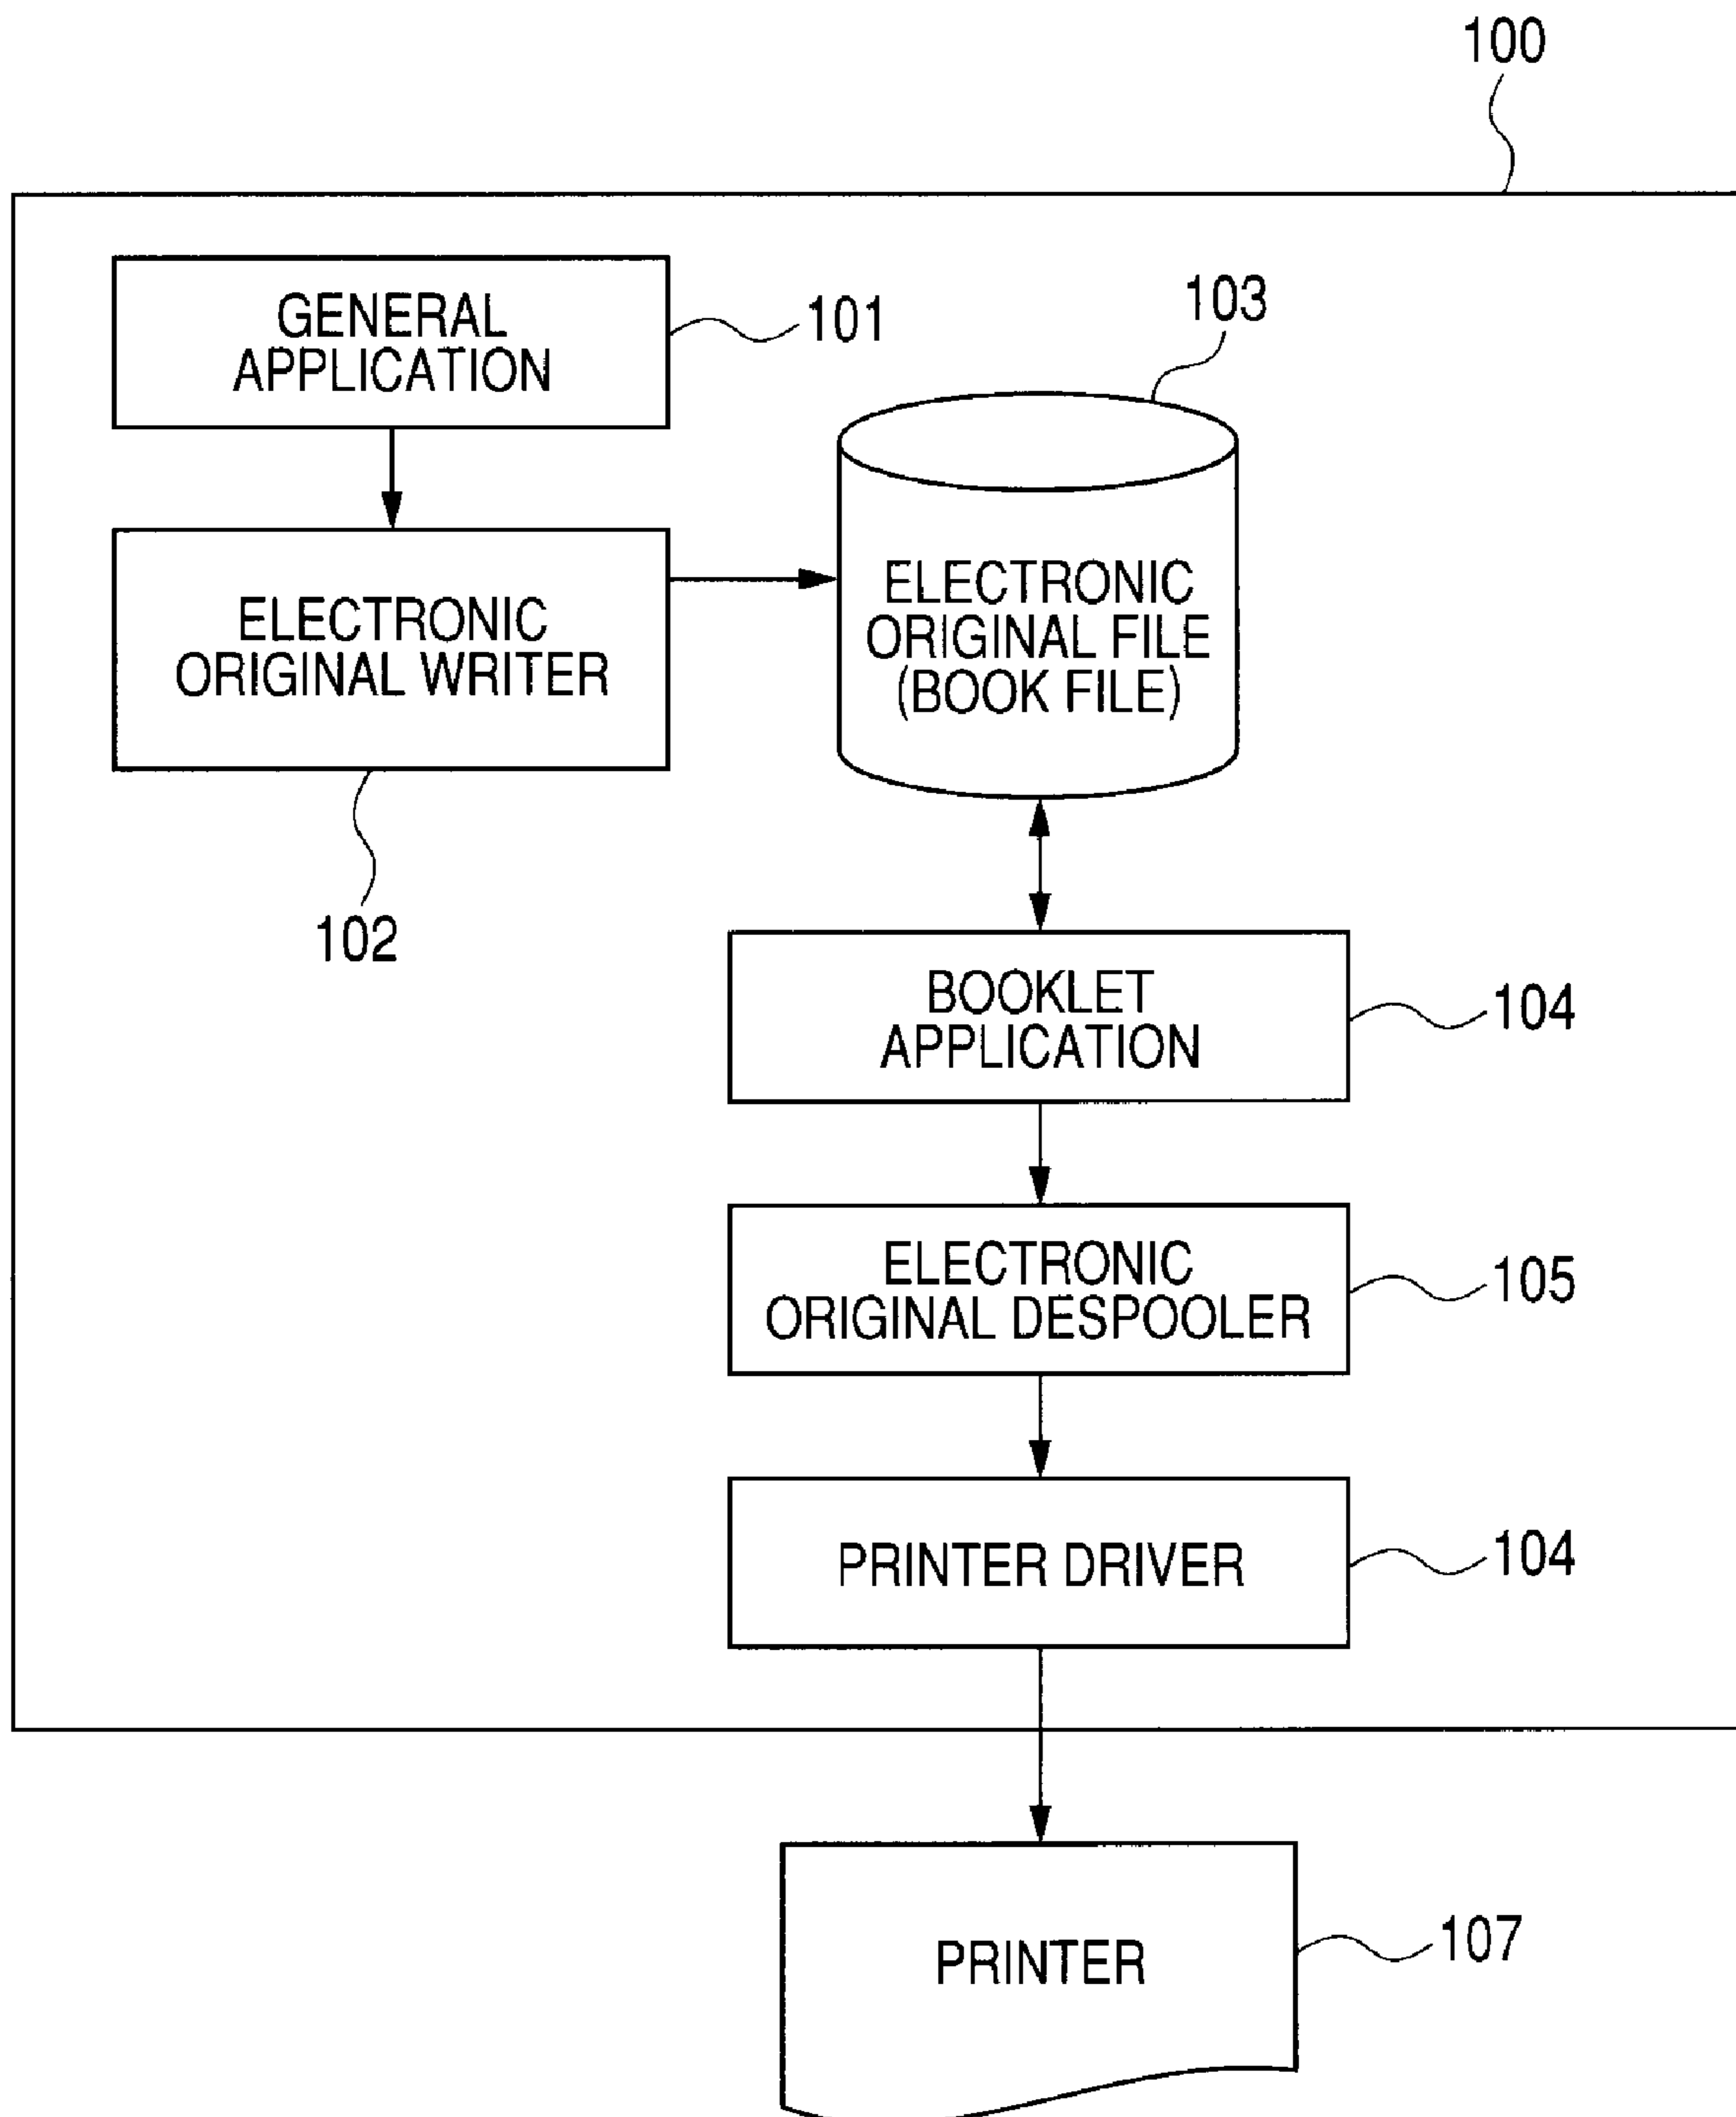 100
GENERAL
APPLICATION
101
103
ELECTRONIC
ORIGINAL WRITER
102
ELECTRONIC
ORIGINAL FILE
(BOOK FILE)
BOOKLET
APPLICATION
104
ELECTRONIC
ORIGINAL DESPOOLER
105
PRINTER DRIVER
104
PRINTER
107